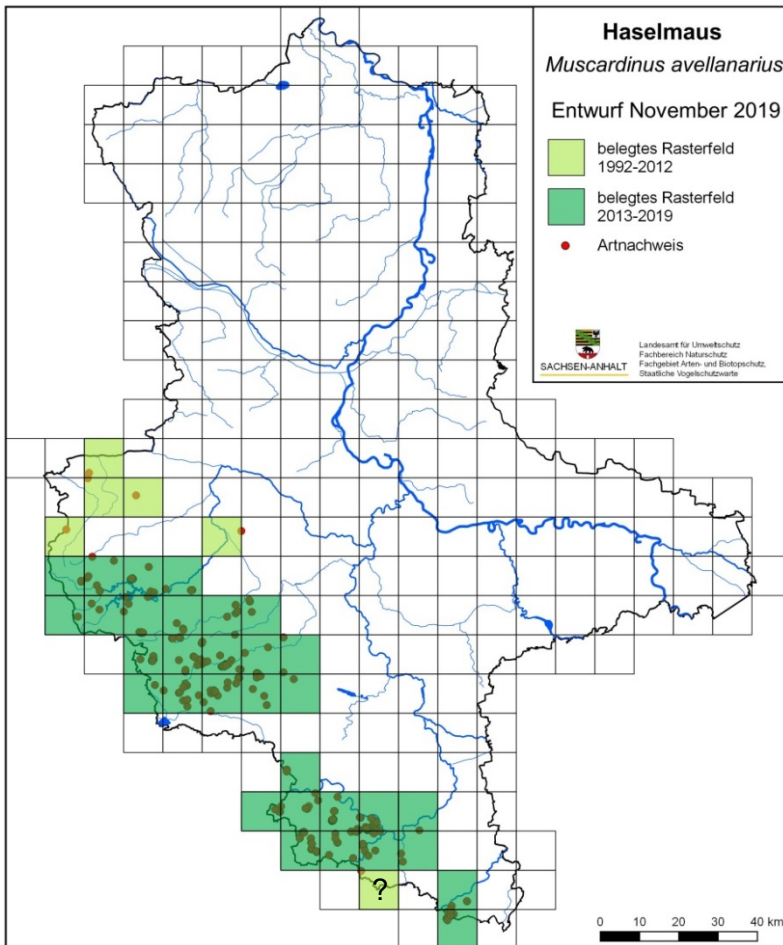 Haselmaus
Muscardinus avellanarius
Entwurf November 2019
belegtes Rasterfeld
1992-2012
belegtes Rasterfeld
2013-2019
Artnachweis
SACHSEN-ANHALT
Landesamt für Umweltschutz
Fachbereich Naturschutz
Fachgebiet Arten- und Biotopschutz,
Staatliche Vogelschutzwarte
?
0 10 20 30 40 km